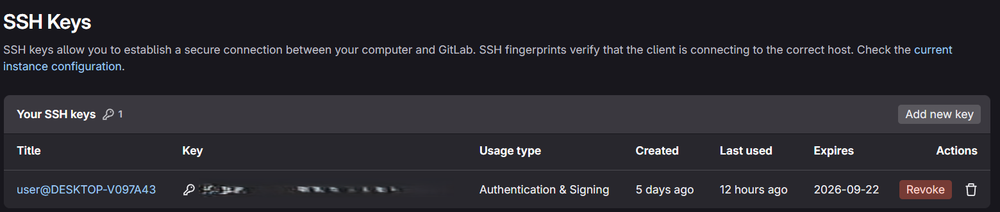 SSH Keys
SSH keys allow you to establish a secure connection between your computer and GitLab. SSH fingerprints verify that the client is connecting to the correct host. Check the current
instance configuration.
Your SSH keys 1 Add new key
Title Key Usage type Created Last used Expires Actions
user@DESKTOP-V097A43 Authentication & Signing 5 days ago 12 hours ago 2026-09-22 Revoke